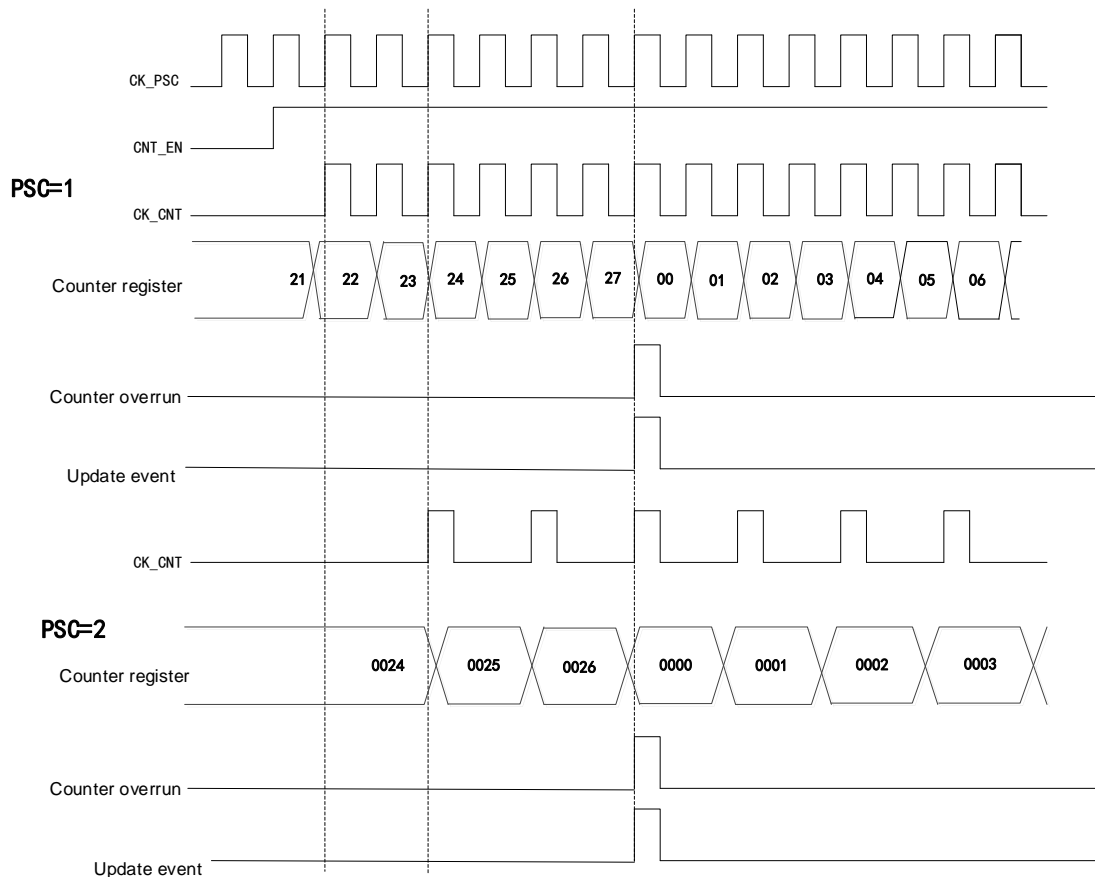 CK_PSC
CNT_EN
PSC=1
CK_CNT
Counter register 21 22 23 24 25 26 27 00 01 02 03 04 05 06
Counter overrun
Update event
CK_CNT
PSC=2
Counter register 0024 0025 0026 0000 0001 0002 0003
Counter overrun
Update event